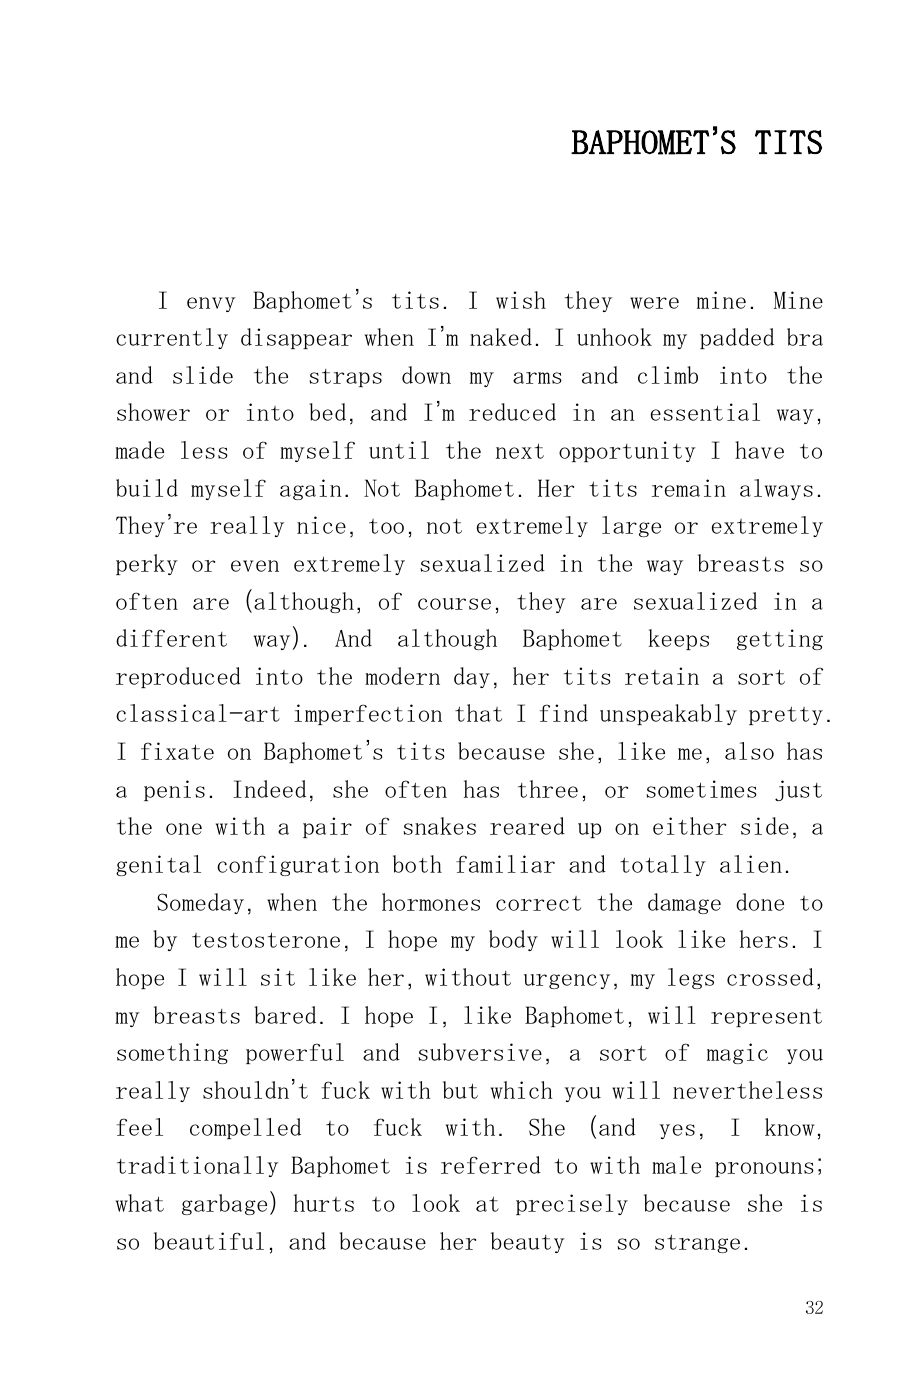 BAPHOMET'S TITS
I envy Baphomet's tits. I wish they were mine. Mine
currently disappear when I'm naked. I unhook my padded bra
and slide the straps down my arms and climb into the
shower or into bed, and I'm reduced in an essential way,
made less of myself until the next opportunity I have to
build myself again. Not Baphomet. Her tits remain always.
They're really nice, too, not extremely large or extremely
perky or even extremely sexualized in the way breasts so
often are (although, of course, they are sexualized in a
different way). And although Baphomet keeps getting
reproduced into the modern day, her tits retain a sort of
classical-art imperfection that I find unspeakably pretty.
I fixate on Baphomet's tits because she, like me, also has
a penis. Indeed, she often has three, or sometimes just
the one with a pair of snakes reared up on either side, a
genital configuration both familiar and totally alien.
Someday, when the hormones correct the damage done to
me by testosterone, I hope my body will look like hers. I
hope I will sit like her, without urgency, my legs crossed,
my breasts bared. I hope I, like Baphomet, will represent
something powerful and subversive, a sort of magic you
really shouldn't fuck with but which you will nevertheless
feel compelled to fuck with. She (and yes, I know,
traditionally Baphomet is referred to with male pronouns;
what garbage) hurts to look at precisely because she is
so beautiful, and because her beauty is so strange.
32